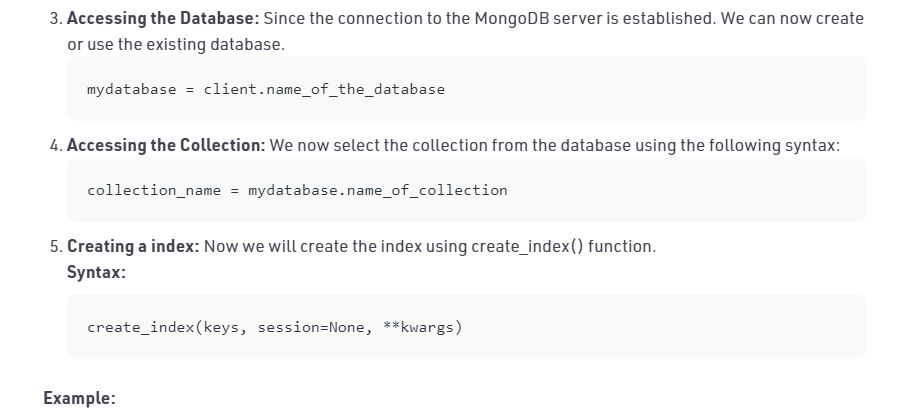 3. Accessing the Database: Since the connection to the MongoDB server is established. We can now create
or use the existing database.
mydatabase = client.name_of_the_database
4. Accessing the Collection: We now select the collection from the database using the following syntax:
collection_name = mydatabase.name_of_collection
5. Creating a index: Now we will create the index using create_index() function.
Syntax:
create_index(keys, session=None, **kwargs)
Example: